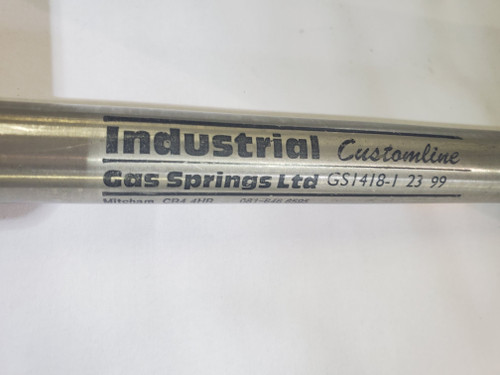 Industrial Customline
Gas Springs Ltd GS1418-1 23 99
Mitcham CR4 4HR